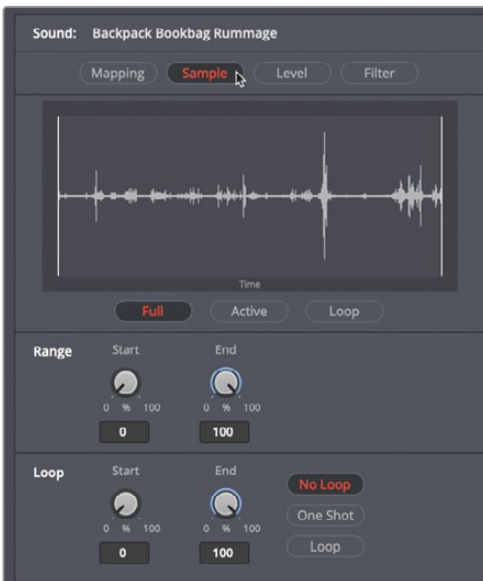 Sound: Backpack Bookbag Rummage
Mapping Sample Level Filter
Time
Full Active Loop
Range Start End
0 % 100 0 % 100
0 100
Loop Start End
No Loop
0 % 100 0 % 100
One Shot
0 100
Loop